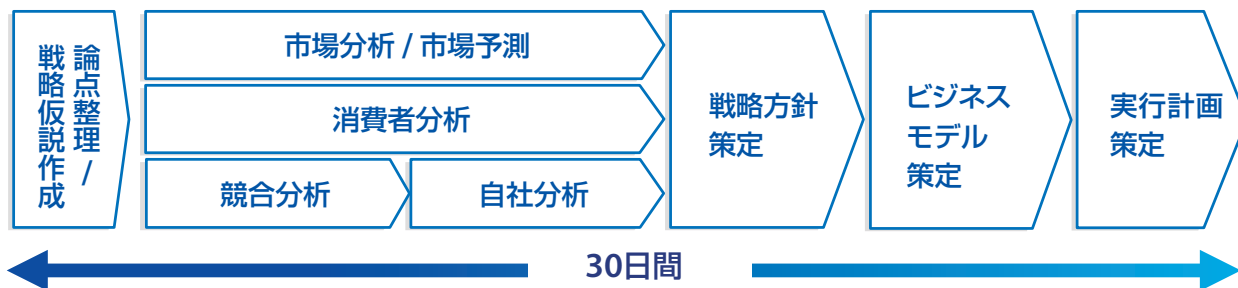 論点整理/
戦略仮説作成
市場分析 / 市場予測
消費者分析
競合分析
自社分析
戦略方針
策定
ビジネス
モデル
策定
実行計画
策定
30日間